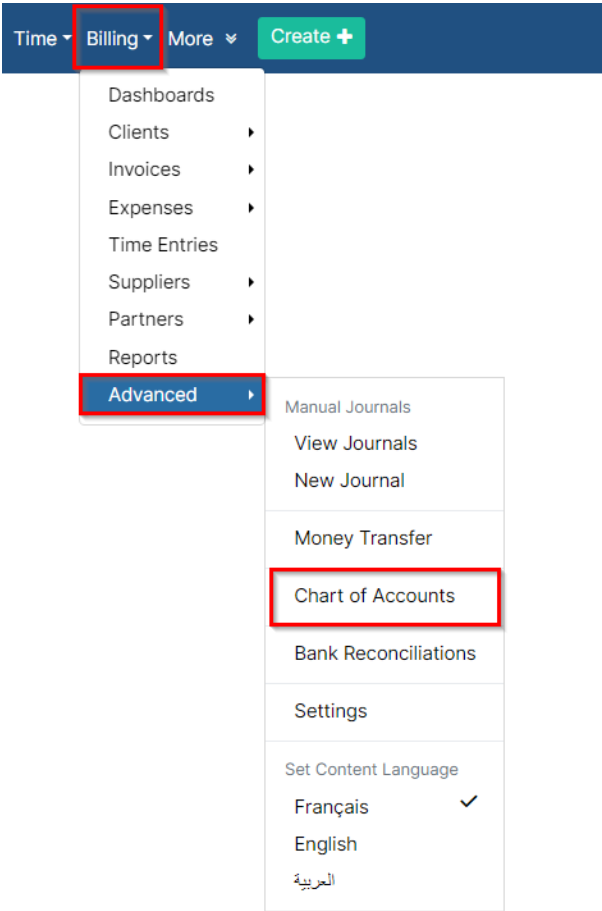 Time Billing More Create +
Dashboards
Clients
Invoices
Expenses
Time Entries
Suppliers
Partners
Reports
Advanced
Manual Journals
View Journals
New Journal
Money Transfer
Chart of Accounts
Bank Reconciliations
Settings
Set Content Language
Français
English
العربية